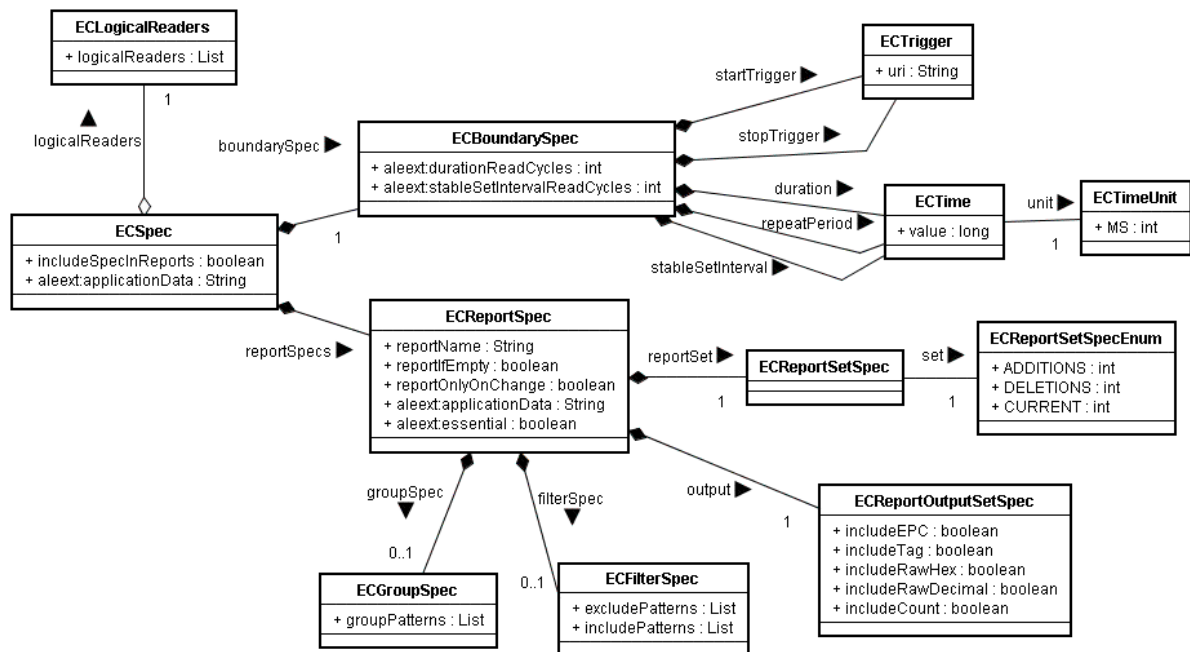 ECLogicalReaders
+ logicalReaders : List
1
logicalReaders
ECTrigger
+ uri : String
startTrigger
stopTrigger
boundarySpec
ECBoundarySpec
+ aleext:durationReadCycles : int
+ aleext:stableSetIntervalReadCycles : int
1
duration
repeatPeriod
stableSetInterval
ECTime
+ value : long
unit
1
ECTimeUnit
+ MS : int
ECSpec
+ includeSpecInReports : boolean
+ aleext:applicationData : String
reportSpecs
ECReportSpec
+ reportName : String
+ reportIfEmpty : boolean
+ reportOnlyOnChange : boolean
+ aleext:applicationData : String
+ aleext:essential : boolean
reportSet
1
ECReportSetSpec
set
1
ECReportSetSpecEnum
+ ADDITIONS : int
+ DELETIONS : int
+ CURRENT : int
groupSpec
0..1
filterSpec
0..1
output
1
ECGroupSpec
+ groupPatterns : List
ECFilterSpec
+ excludePatterns : List
+ includePatterns : List
ECReportOutputSetSpec
+ includeEPC : boolean
+ includeTag : boolean
+ includeRawHex : boolean
+ includeRawDecimal : boolean
+ includeCount : boolean